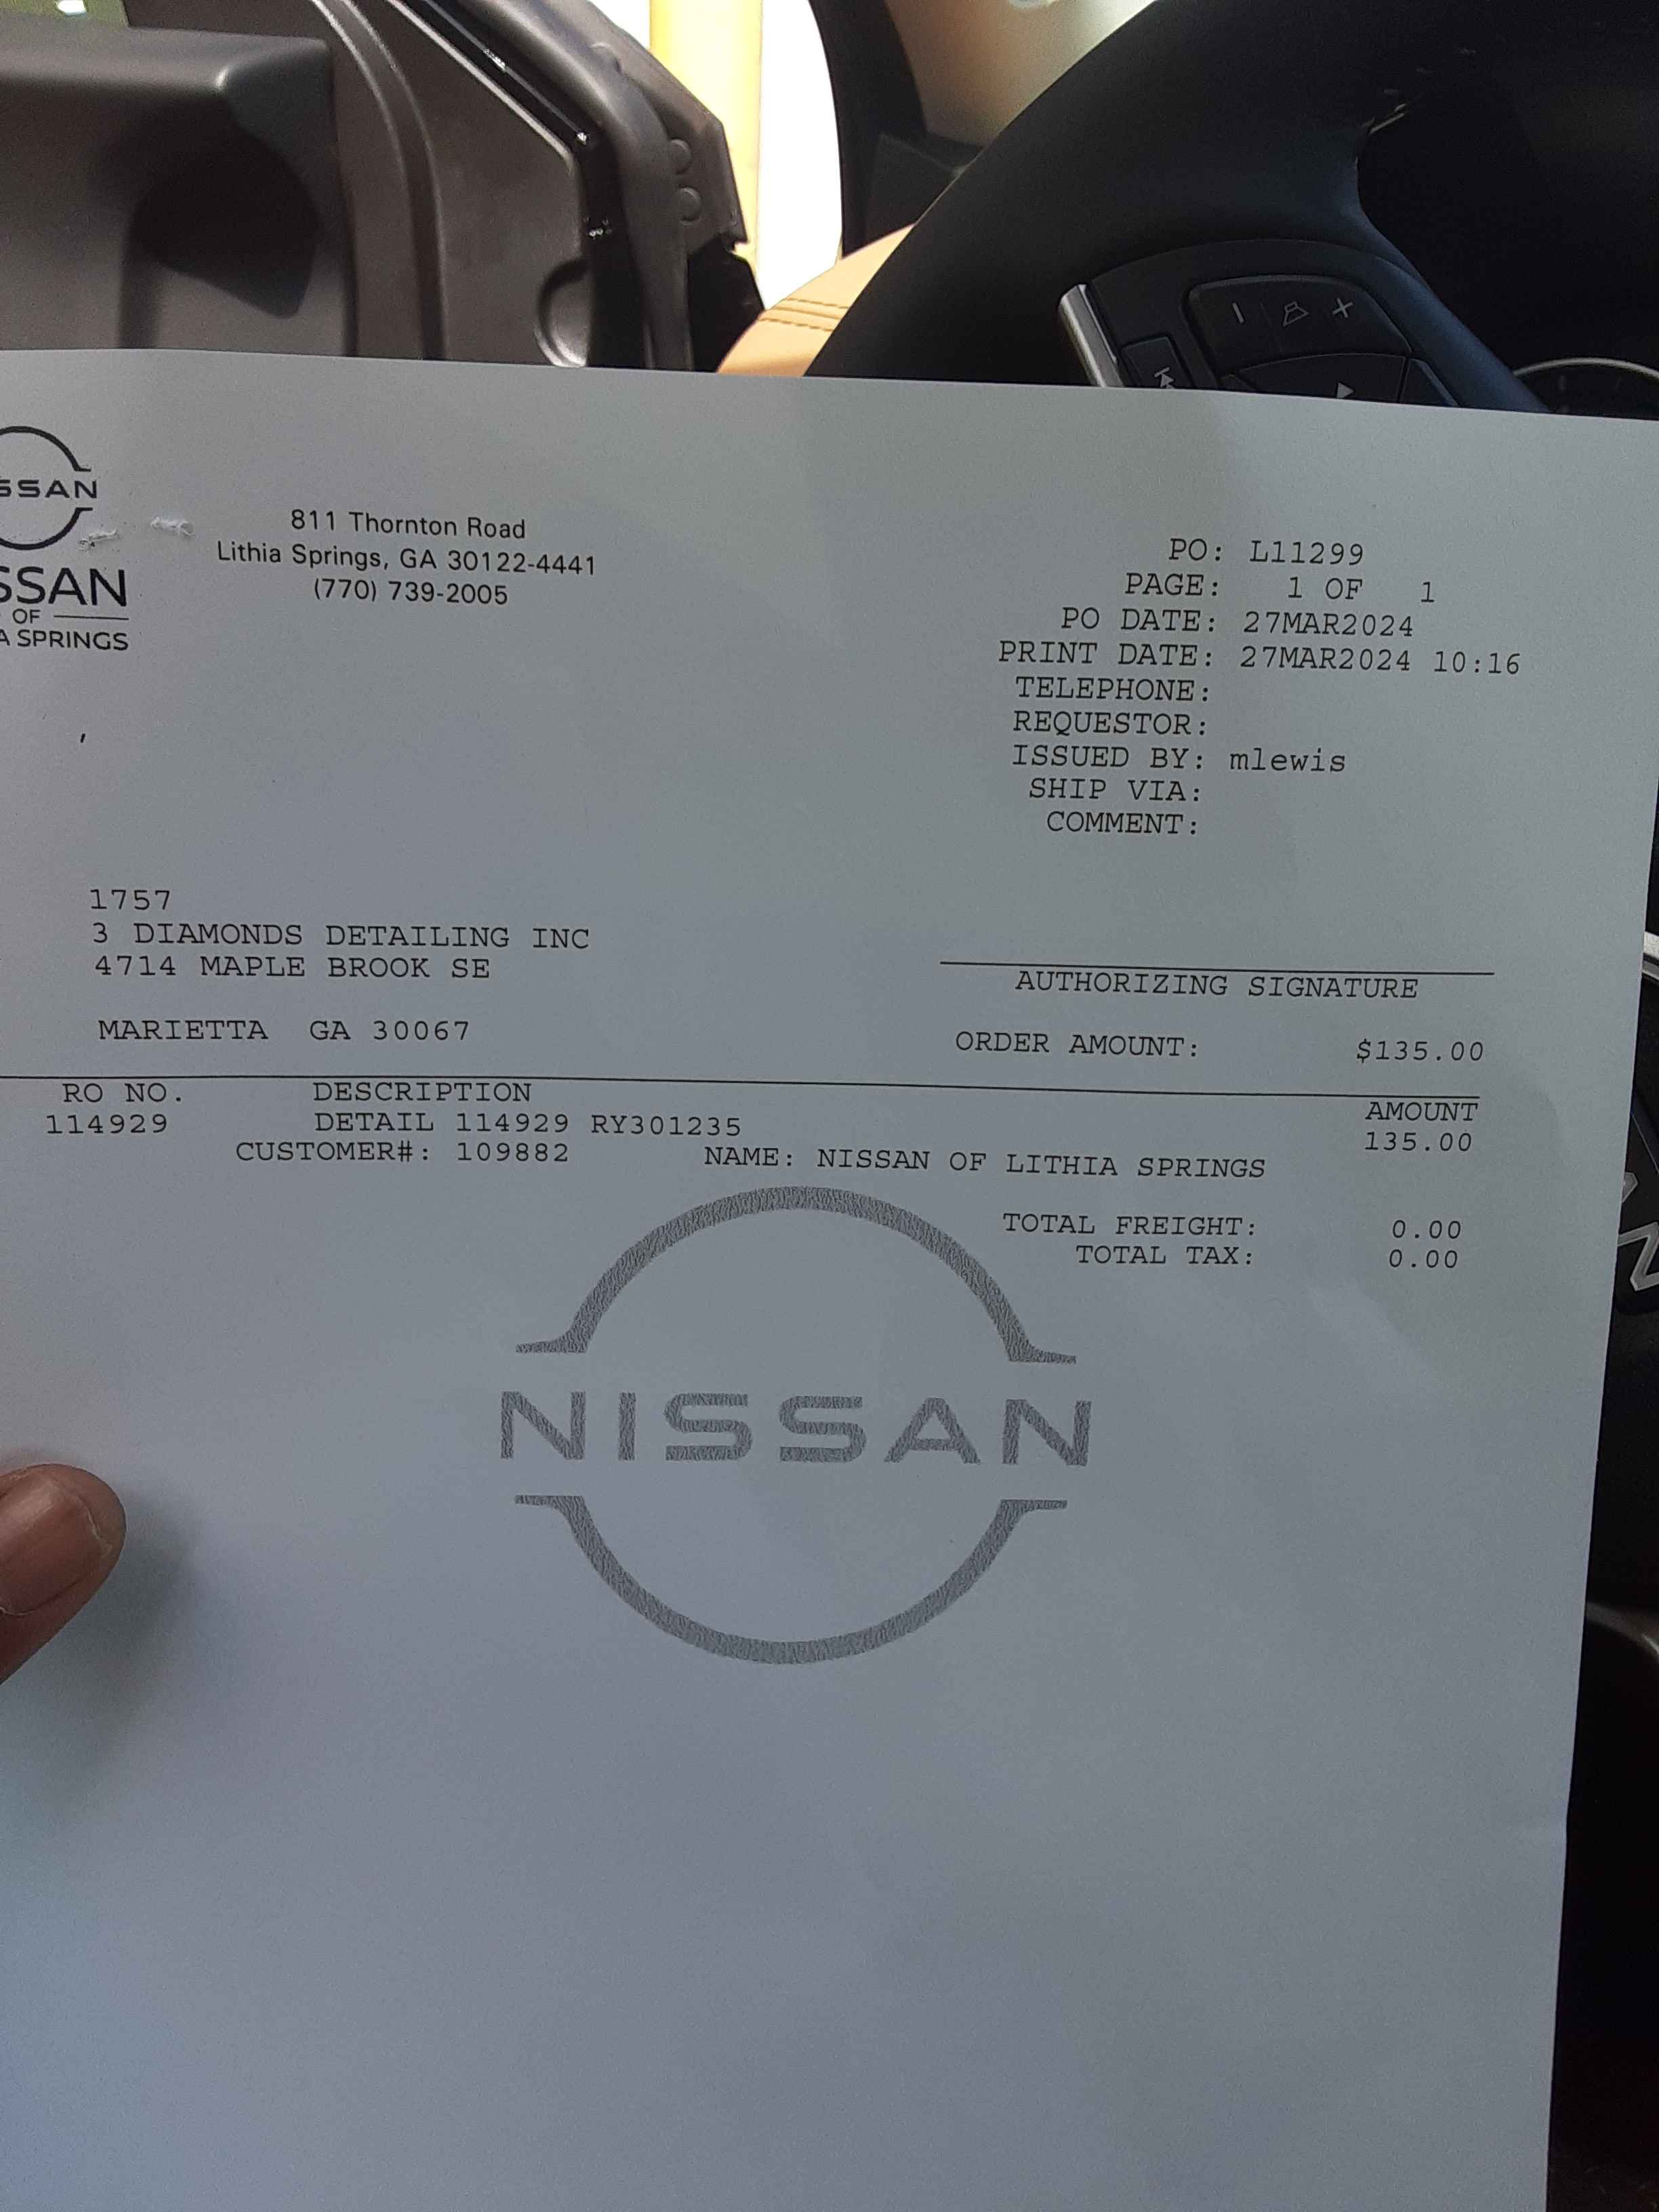 SSAN
SSAN
OF
A SPRINGS
811 Thornton Road
Lithia Springs, GA 30122-4441
(770) 739-2005
PO: L11299
PAGE: 1 OF 1
PO DATE: 27MAR2024
PRINT DATE: 27MAR2024 10:16
TELEPHONE:
REQUESTOR:
ISSUED BY: mlewis
SHIP VIA:
COMMENT:
1757
3 DIAMONDS DETAILING INC
4714 MAPLE BROOK SE
MARIETTA GA 30067
AUTHORIZING SIGNATURE
ORDER AMOUNT: $135.00
RO NO. DESCRIPTION AMOUNT
114929 DETAIL 114929 RY301235 135.00
CUSTOMER#: 109882 NAME: NISSAN OF LITHIA SPRINGS
TOTAL FREIGHT: 0.00
TOTAL TAX: 0.00
NISSAN